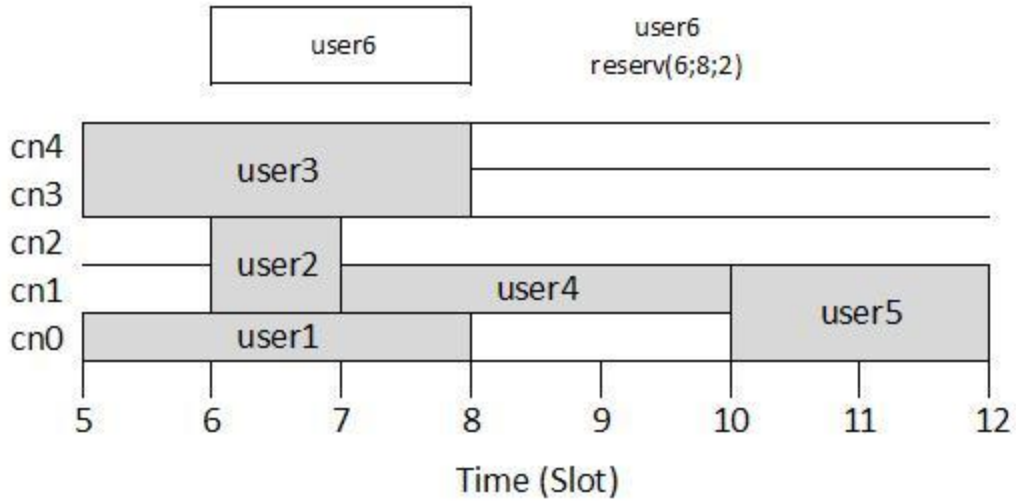 user6
user6
reserv(6;8;2)
cn4
user3
cn3
cn2
user2
cn1
user4
user5
cn0
user1
5 6 7 8 9 10 11 12
Time (Slot)